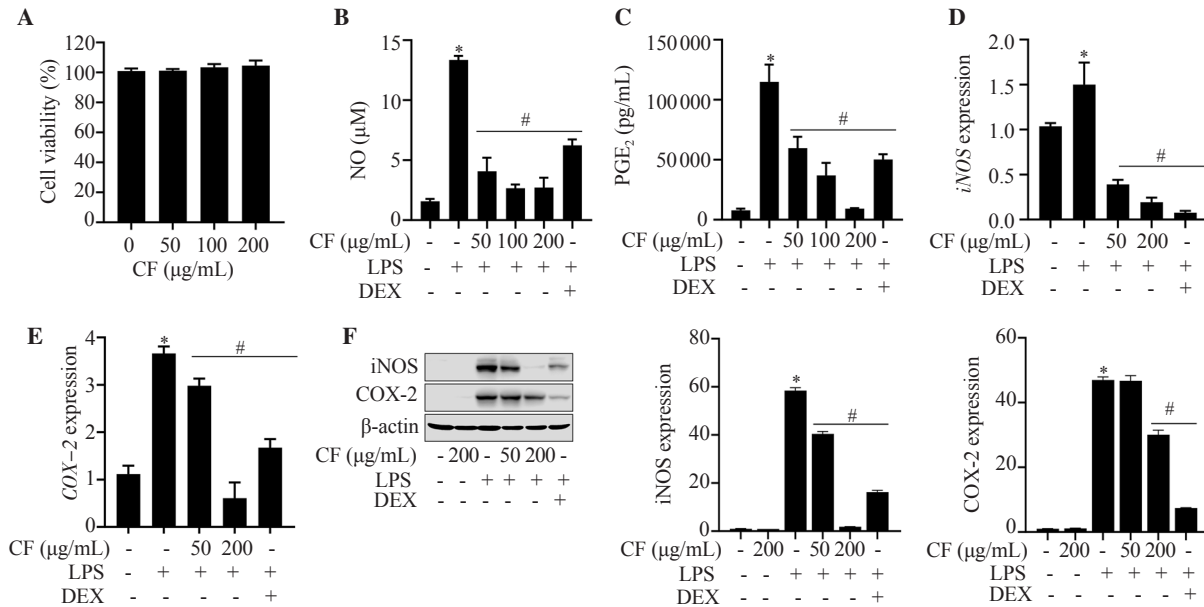 A
Cell viability (%)
120
100
80
60
40
20
0
0 50 100 200
CF (μg/mL)
B
NO (μM)
15
10
5
0
*
#
CF (μg/mL) - - 50 100 200 -
LPS - + + + + +
DEX - - - - - +
C
PGE2 (pg/mL)
150 000
100 000
50 000
0
*
#
CF (μg/mL) - - 50 100 200 -
LPS - + + + + +
DEX - - - - - +
D
iNOS expression
2.0
1.5
1.0
0.5
0.0
*
#
CF (μg/mL) - - 50 200 -
LPS - + + + +
DEX - - - - +
E
COX-2 expression
4
3
2
1
0
*
#
CF (μg/mL) - - 50 200 -
LPS - + + + +
DEX - - - - +
F
iNOS
COX-2
β-actin
CF (μg/mL) - 200 - 50 200 -
LPS - - + + + +
DEX - - - - - +
iNOS expression
80
60
40
20
0
*
#
CF (μg/mL) - 200 - 50 200 -
LPS - - + + + +
DEX - - - - - +
COX-2 expression
60
40
20
0
*
#
CF (μg/mL) - 200 - 50 200 -
LPS - - + + + +
DEX - - - - - +